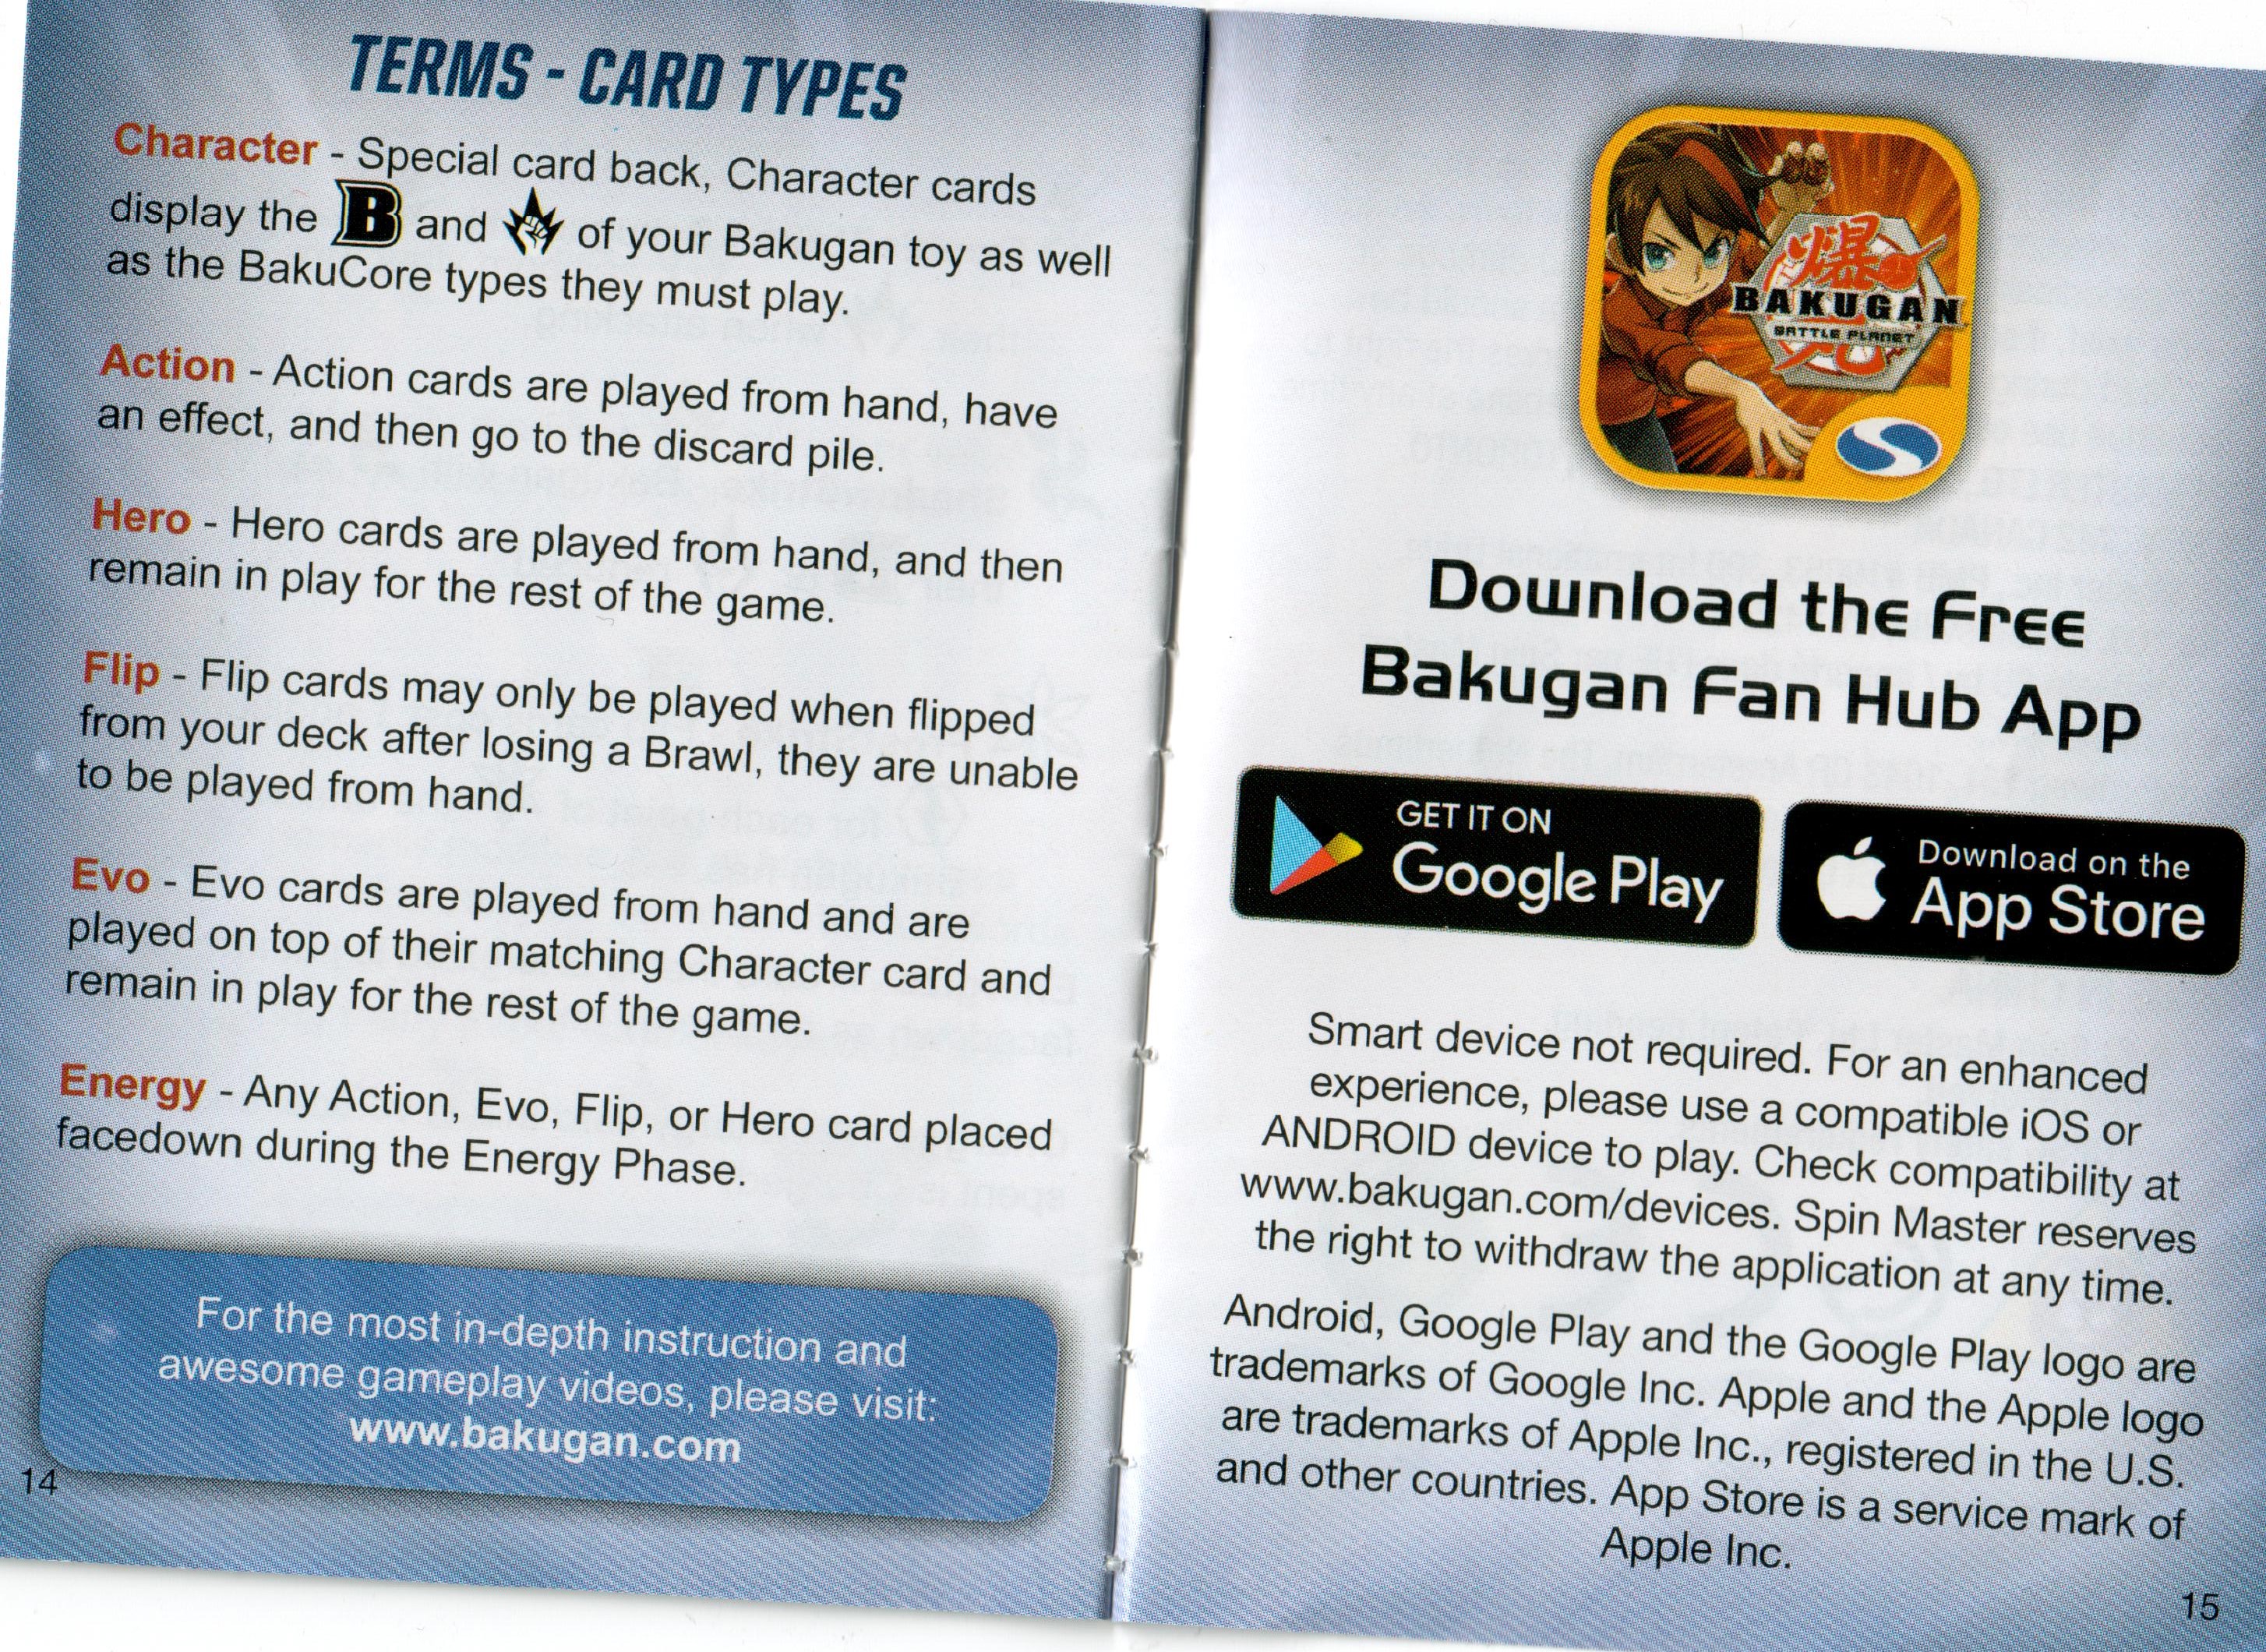 TERMS - CARD TYPES
Character - Special card back, Character cards
display the B and of your Bakugan toy as well
as the BakuCore types they must play.
Action - Action cards are played from hand, have
an effect, and then go to the discard pile.
Hero - Hero cards are played from hand, and then
remain in play for the rest of the game.
Flip - Flip cards may only be played when flipped
from your deck after losing a Brawl, they are unable
to be played from hand.
Evo - Evo cards are played from hand and are
played on top of their matching Character card and
remain in play for the rest of the game.
Energy - Any Action, Evo, Flip, or Hero card placed
facedown during the Energy Phase.
For the most in-depth instruction and
awesome gameplay videos, please visit:
www.bakugan.com
14
爆
BAKUGAN
BATTLE PLANET
Download the Free
Bakugan Fan Hub App
GET IT ON
Google Play
Download on the
App Store
Smart device not required. For an enhanced
experience, please use a compatible iOS or
ANDROID device to play. Check compatibility at
www.bakugan.com/devices. Spin Master reserves
the right to withdraw the application at any time.
Android, Google Play and the Google Play logo are
trademarks of Google Inc. Apple and the Apple logo
are trademarks of Apple Inc., registered in the U.S.
and other countries. App Store is a service mark of
Apple Inc.
15